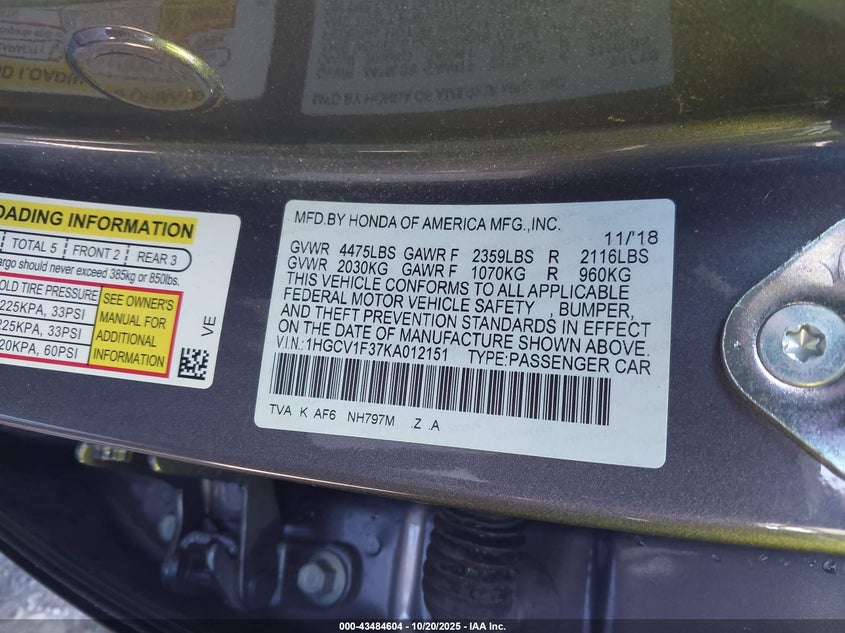 LOADING INFORMATION
TOTAL 5 FRONT 2 REAR 3
cargo should never exceed 385kg or 850lbs.
COLD TIRE PRESSURE
225KPA, 33PSI
225KPA, 33PSI
420KPA, 60PSI
SEE OWNER'S
MANUAL FOR
ADDITIONAL
INFORMATION
VE
MFD.BY HONDA OF AMERICA MFG.,INC.
11/'18
GVWR 4475LBS GAWR F 2359LBS R 2116LBS
GVWR 2030KG GAWR F 1070KG R 960KG
THIS VEHICLE CONFORMS TO ALL APPLICABLE
FEDERAL MOTOR VEHICLE SAFETY , BUMPER,
AND THEFT PREVENTION STANDARDS IN EFFECT
ON THE DATE OF MANUFACTURE SHOWN ABOVE.
V.I.N.:1HGCV1F37KA012151 TYPE:PASSENGER CAR
TVA K AF6 NH797M .Z .A
000-43484604 - 10/20/2025 - IAA Inc.